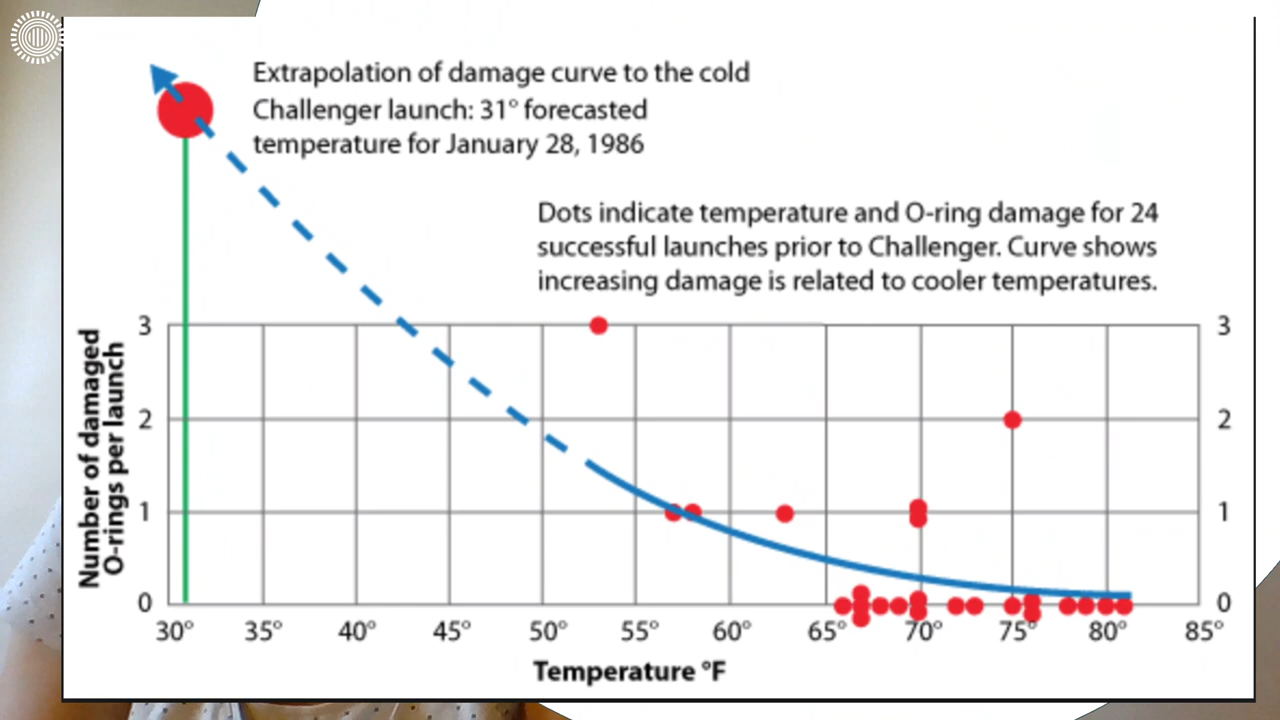 Extrapolation of damage curve to the cold
Challenger launch: 31° forecasted
temperature for January 28, 1986
Dots indicate temperature and O-ring damage for 24
successful launches prior to Challenger. Curve shows
increasing damage is related to cooler temperatures.
Number of damaged
O-rings per launch
3 3
2 2
1 1
0 0
30° 35° 40° 45° 50° 55° 60° 65° 70° 75° 80° 85°
Temperature °F